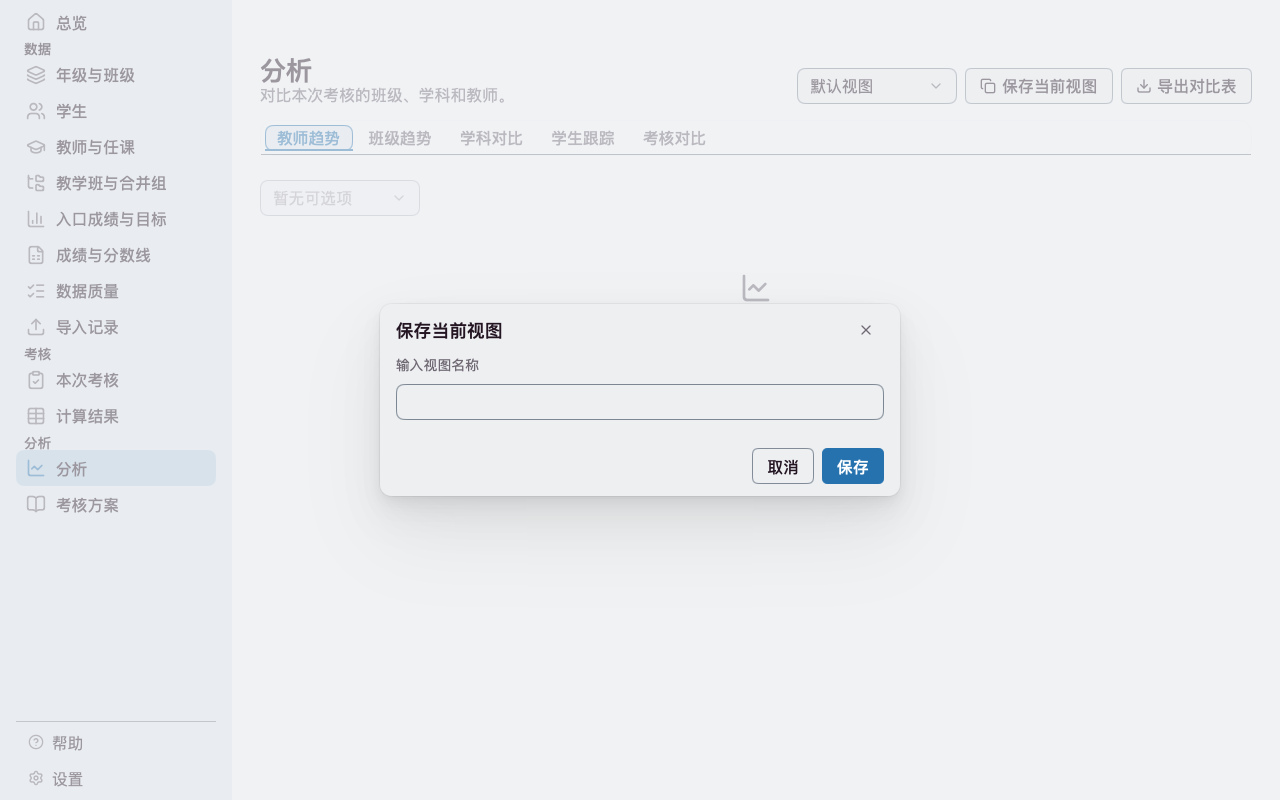 总览
数据
年级与班级
学生
教师与任课
教学班与合并组
入口成绩与目标
成绩与分数线
数据质量
导入记录
考核
本次考核
计算结果
分析
分析
考核方案
帮助
设置
分析
对比本次考核的班级、学科和教师。
默认视图
保存当前视图
导出对比表
教师趋势
班级趋势
学科对比
学生跟踪
考核对比
暂无可选项
保存当前视图
输入视图名称
取消
保存